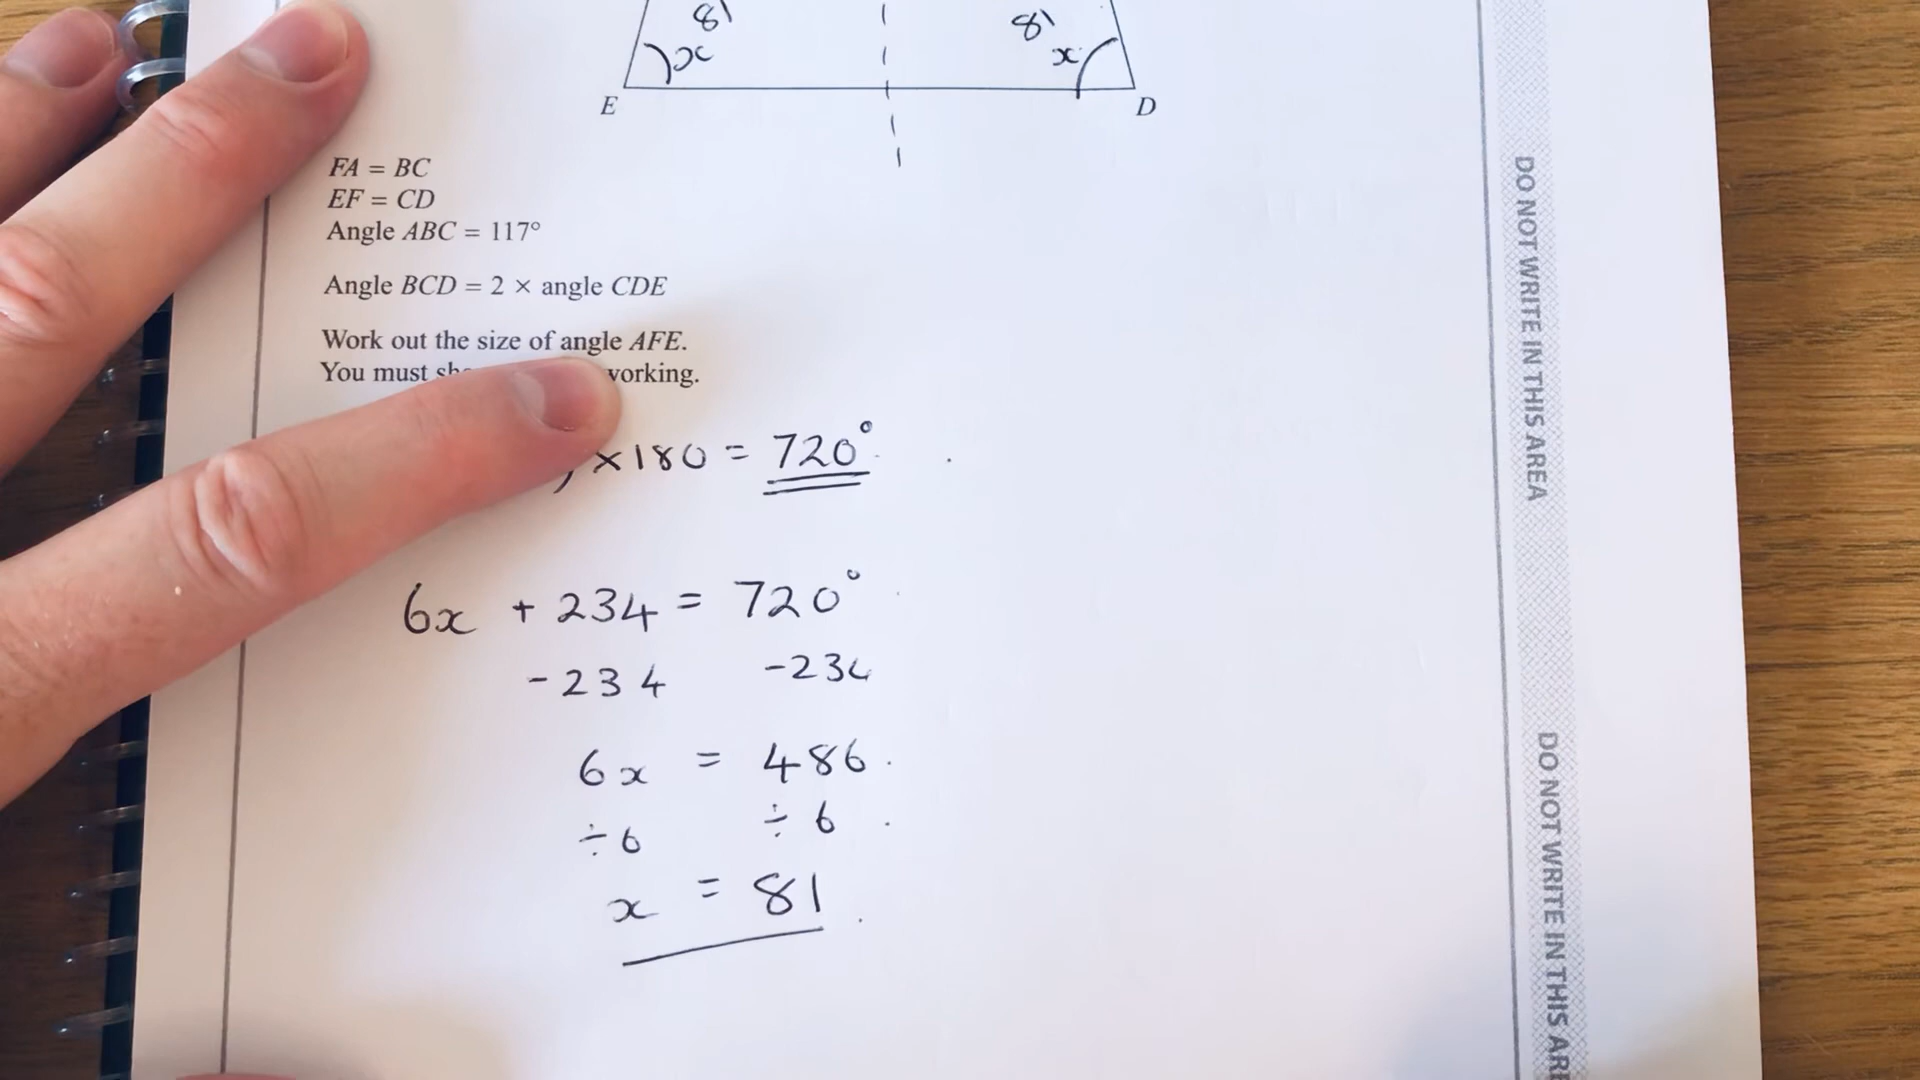 81 81
x x
E D
FA = BC
EF = CD
Angle ABC = 117°
Angle BCD = 2 × angle CDE
Work out the size of angle AFE.
You must working.
) × 180 = 720°
6x + 234 = 720°
- 234 - 234
6x = 486
÷ 6 ÷ 6
x = 81
DO NOT WRITE IN THIS AREA
DO NOT WRITE IN THIS